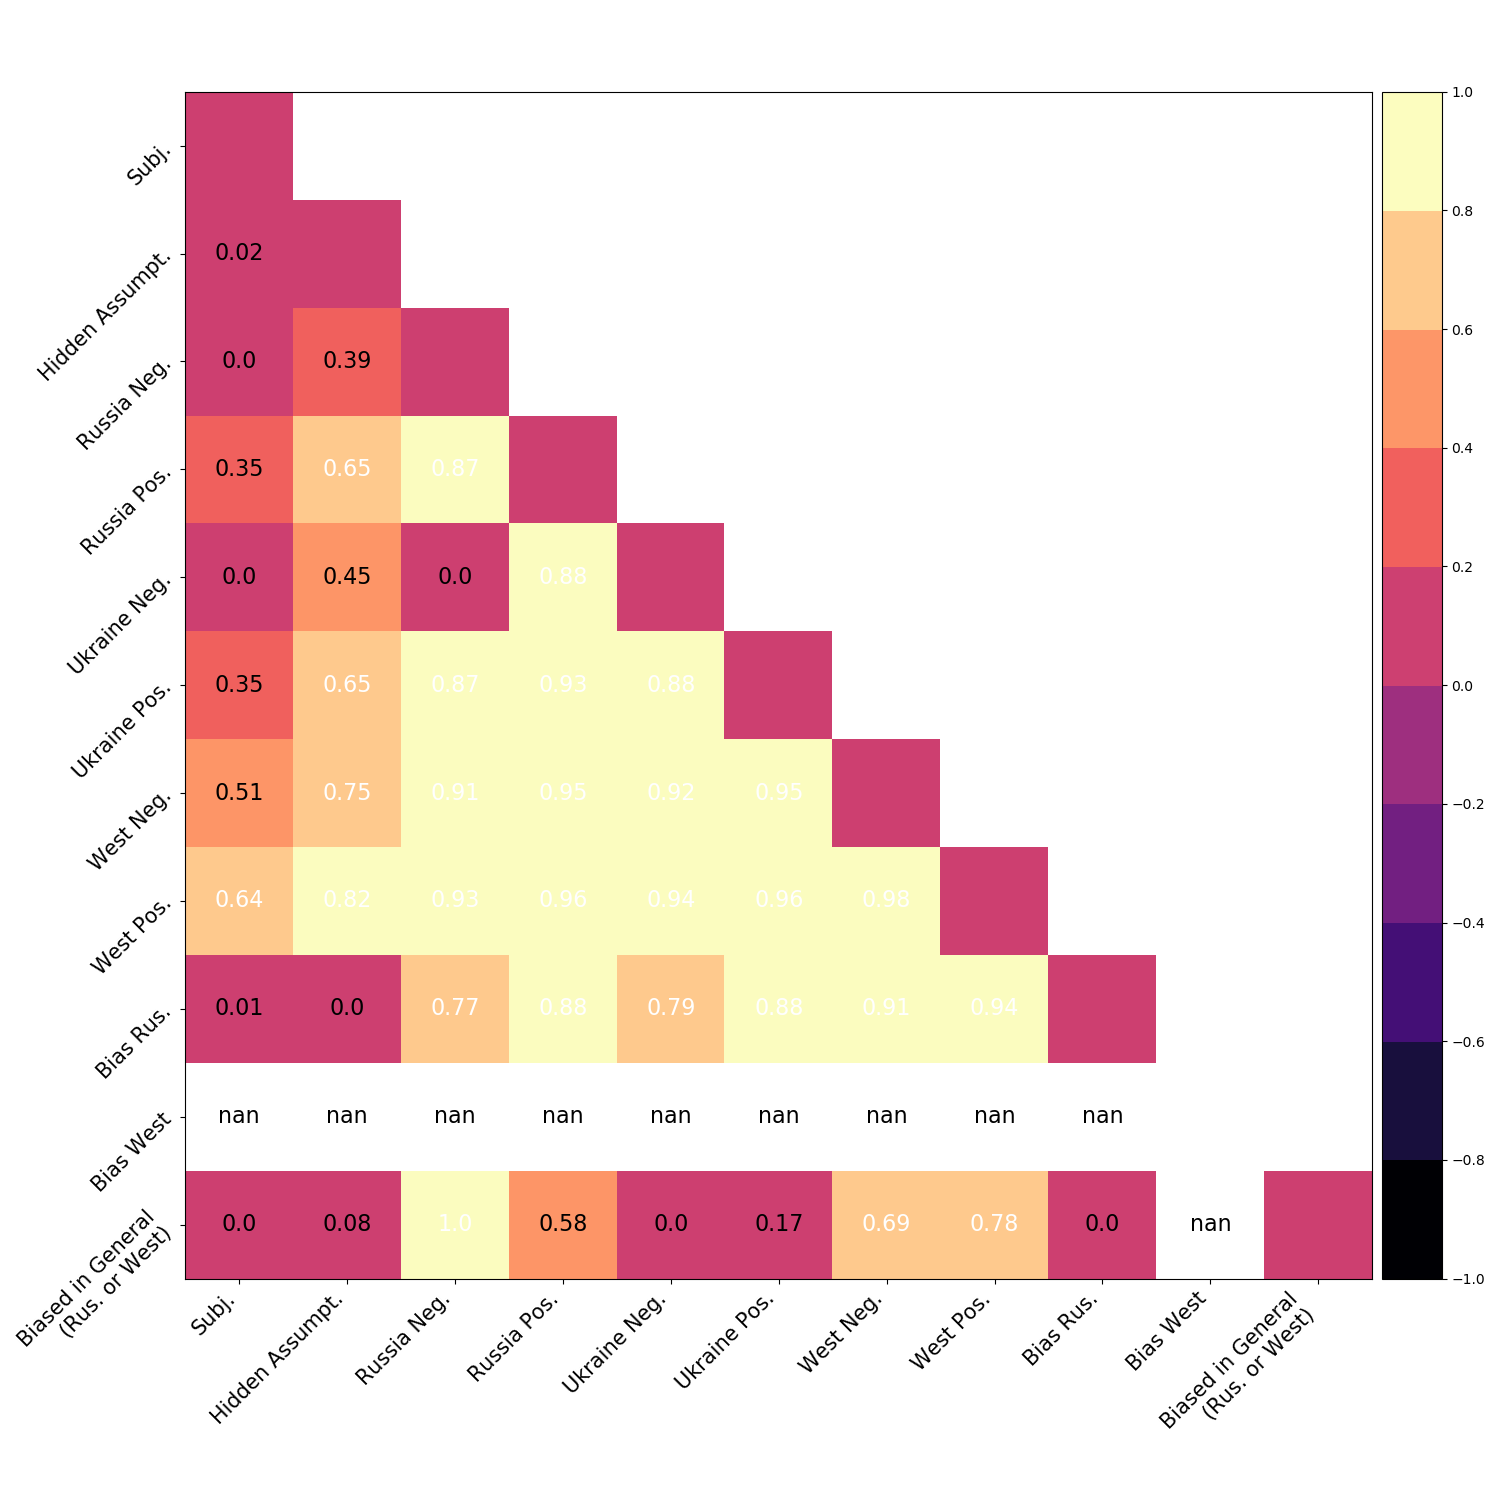 Subj.
Hidden Assumpt.
0.02
Russia Neg.
0.0 0.39
Russia Pos.
0.35 0.65 0.87
Ukraine Neg.
0.0 0.45 0.0 0.88
Ukraine Pos.
0.35 0.65 0.87 0.93 0.88
West Neg.
0.51 0.75 0.91 0.95 0.92 0.95
West Pos.
0.64 0.82 0.93 0.96 0.94 0.96 0.98
Bias Rus.
0.01 0.0 0.77 0.88 0.79 0.88 0.91 0.94
Bias West
nan nan nan nan nan nan nan nan nan
Biased in General
(Rus. or West)
0.0 0.08 1.0 0.58 0.0 0.17 0.69 0.78 0.0 nan
Subj.
Hidden Assumpt.
Russia Neg.
Russia Pos.
Ukraine Neg.
Ukraine Pos.
West Neg.
West Pos.
Bias Rus.
Bias West
Biased in General
(Rus. or West)
1.0
0.8
0.6
0.4
0.2
0.0
−0.2
−0.4
−0.6
−0.8
−1.0